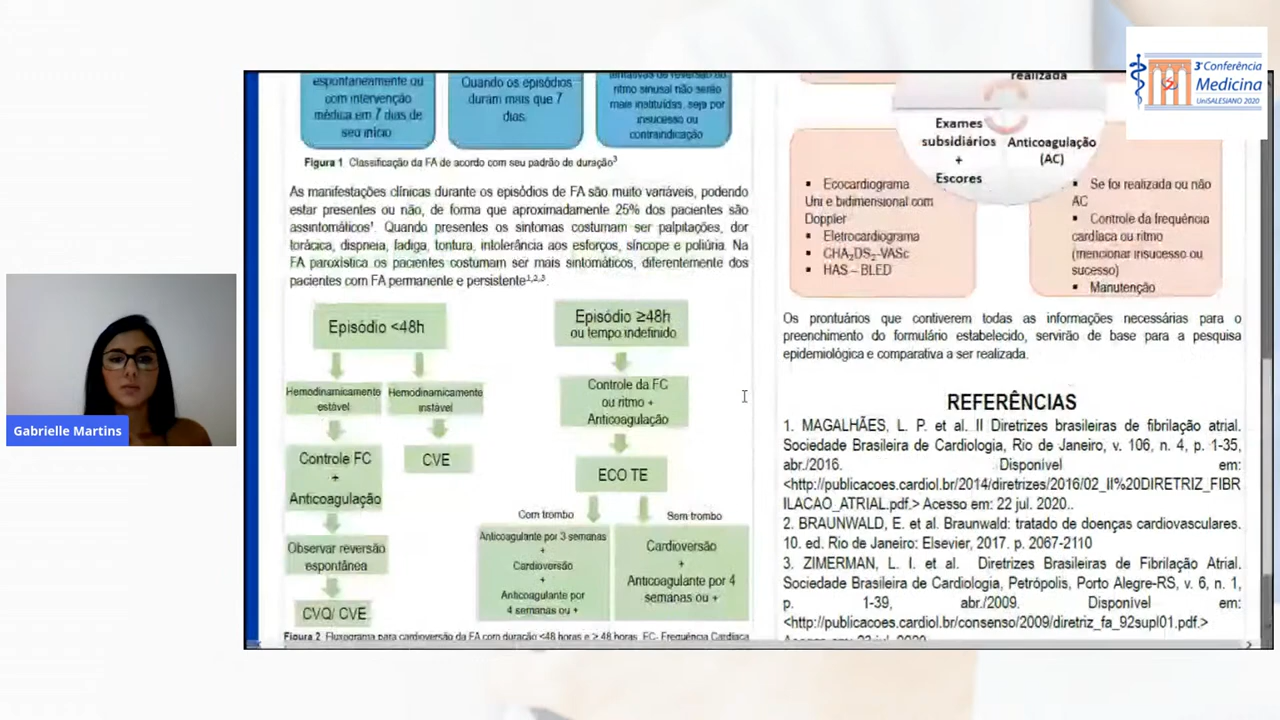 3ª Conferência
Medicina
UniSALESIANO 2020
Gabrielle Martins
espontaneamente ou
com intervenção
médica em 7 dias de
seu início
Quando os episódios
duram mais que 7
dias.
tentativas de reversão ao
ritmo sinusal não serão
mais instituídas, seja por
insucesso ou
contraindicação
Figura 1 Classificação da FA de acordo com seu padrão de duração³
As manifestações clínicas durante os episódios de FA são muito variáveis, podendo
estar presentes ou não, de forma que aproximadamente 25% dos pacientes são
assintomáticos¹. Quando presentes os sintomas costumam ser palpitações, dor
torácica, dispneia, fadiga, tontura, intolerância aos esforços, síncope e poliúria. Na
FA paroxística os pacientes costumam ser mais sintomáticos, diferentemente dos
pacientes com FA permanente e persistente¹,²,³.
Episódio <48h
Hemodinamicamente
estável
Hemodinamicamente
instável
Controle FC
+
Anticoagulação
CVE
Observar reversão
espontânea
CVQ/ CVE
Episódio ≥48h
ou tempo indefinido
Controle da FC
ou ritmo +
Anticoagulação
ECO TE
Com trombo
Sem trombo
Anticoagulante por 3 semanas
+
Cardioversão
+
Anticoagulante por
4 semanas ou +
Cardioversão
+
Anticoagulante por 4
semanas ou +
Figura 2 Fluxograma para cardioversão da FA com duração <48 horas e ≥ 48 horas. FC- Frequência Cardíaca
realizada
Exames
subsidiários
+
Escores
Anticoagulação
(AC)
▪ Ecocardiograma
Uni e bidimensional com
Doppler
▪ Eletrocardiograma
▪ CHA₂DS₂-VASc
▪ HAS – BLED
▪ Se foi realizada ou não
AC
▪ Controle da frequência
cardíaca ou ritmo
(mencionar insucesso ou
sucesso)
▪ Manutenção
Os prontuários que contiverem todas as informações necessárias para o
preenchimento do formulário estabelecido, servirão de base para a pesquisa
epidemiológica e comparativa a ser realizada.
REFERÊNCIAS
1. MAGALHÃES, L. P. et al. II Diretrizes brasileiras de fibrilação atrial.
Sociedade Brasileira de Cardiologia, Rio de Janeiro, v. 106, n. 4, p. 1-35,
abr./2016. Disponível em:
<http://publicacoes.cardiol.br/2014/diretrizes/2016/02_II%20DIRETRIZ_FIBR
ILACAO_ATRIAL.pdf.> Acesso em: 22 jul. 2020..
2. BRAUNWALD, E. et al. Braunwald: tratado de doenças cardiovasculares.
10. ed. Rio de Janeiro: Elsevier, 2017. p. 2067-2110
3. ZIMERMAN, L. I. et al. Diretrizes Brasileiras de Fibrilação Atrial.
Sociedade Brasileira de Cardiologia, Petrópolis, Porto Alegre-RS, v. 6, n. 1,
p. 1-39, abr./2009. Disponível em:
<http://publicacoes.cardiol.br/consenso/2009/diretriz_fa_92supl01.pdf.>